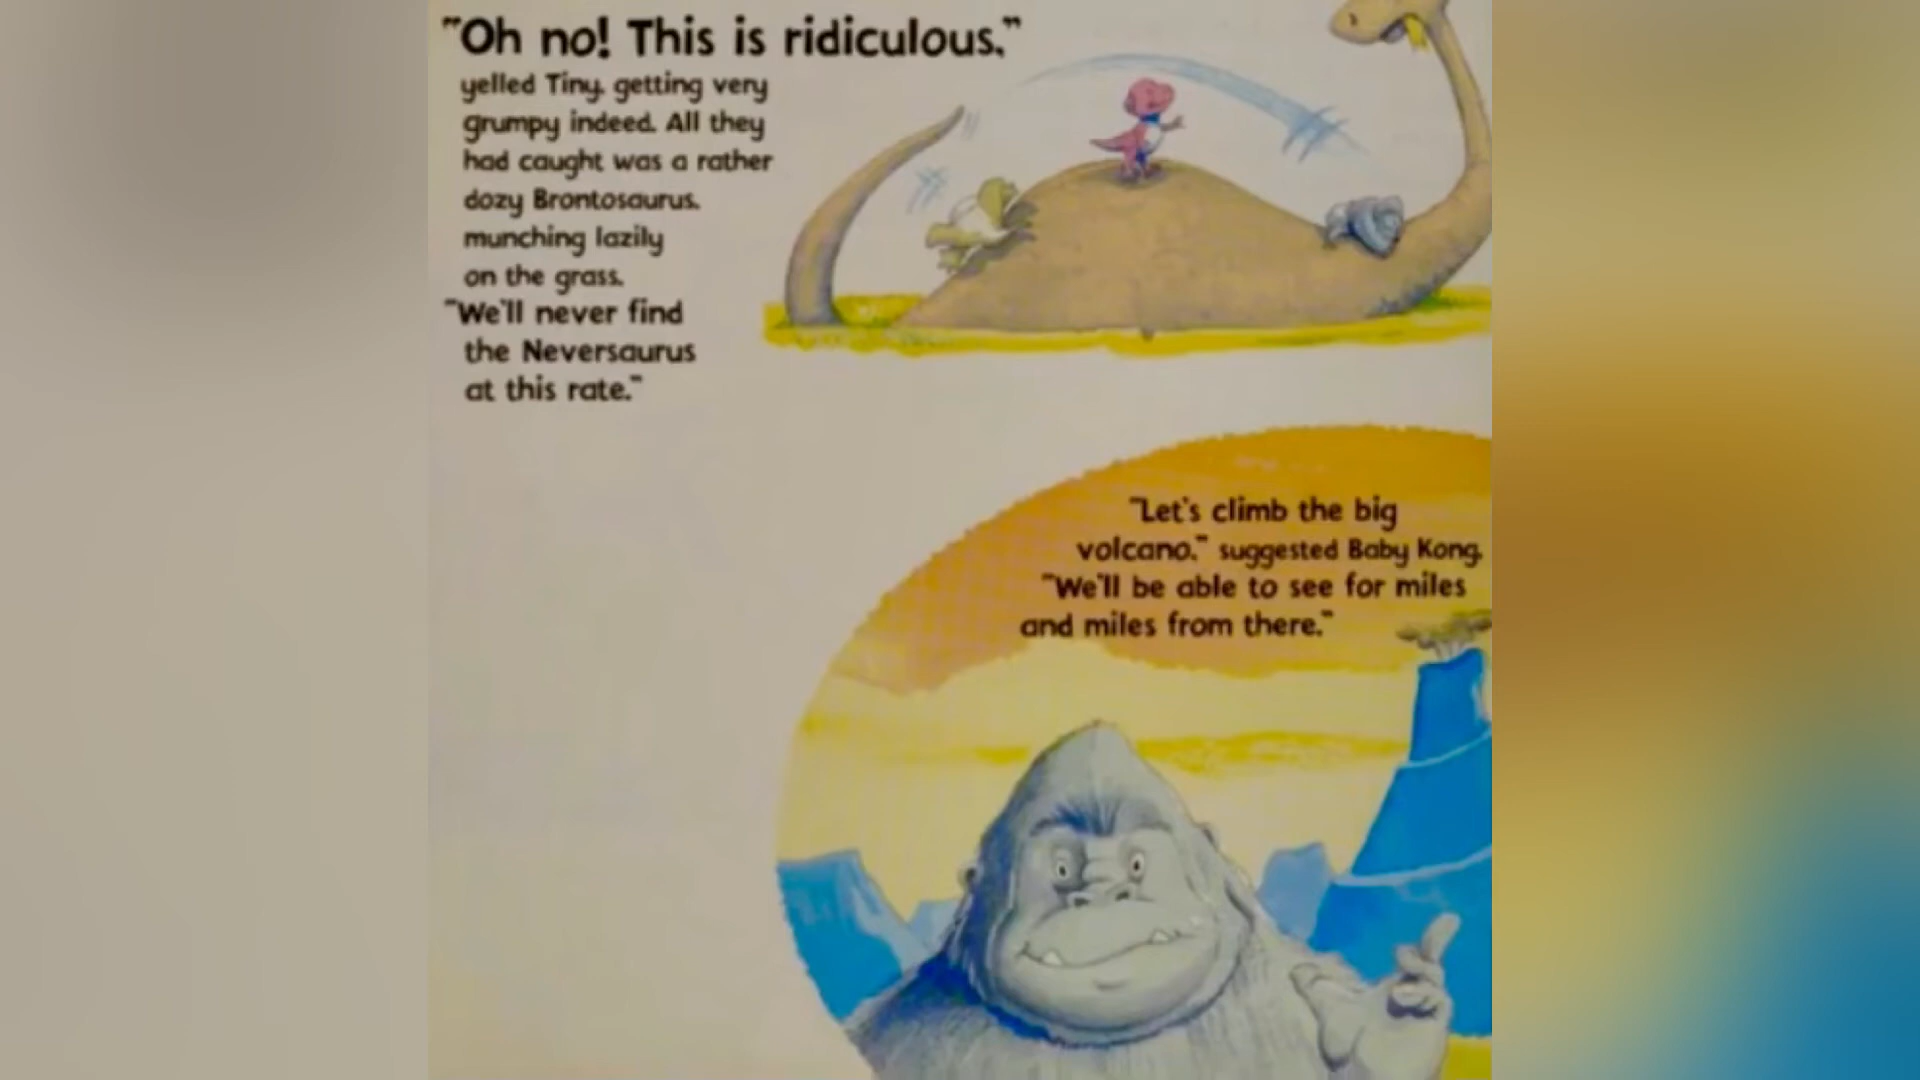 "Oh no! This is ridiculous,"
yelled Tiny, getting very
grumpy indeed. All they
had caught was a rather
dozy Brontosaurus,
munching lazily
on the grass.
"We'll never find
the Neversaurus
at this rate."
"Let's climb the big
volcano," suggested Baby Kong.
"We'll be able to see for miles
and miles from there."